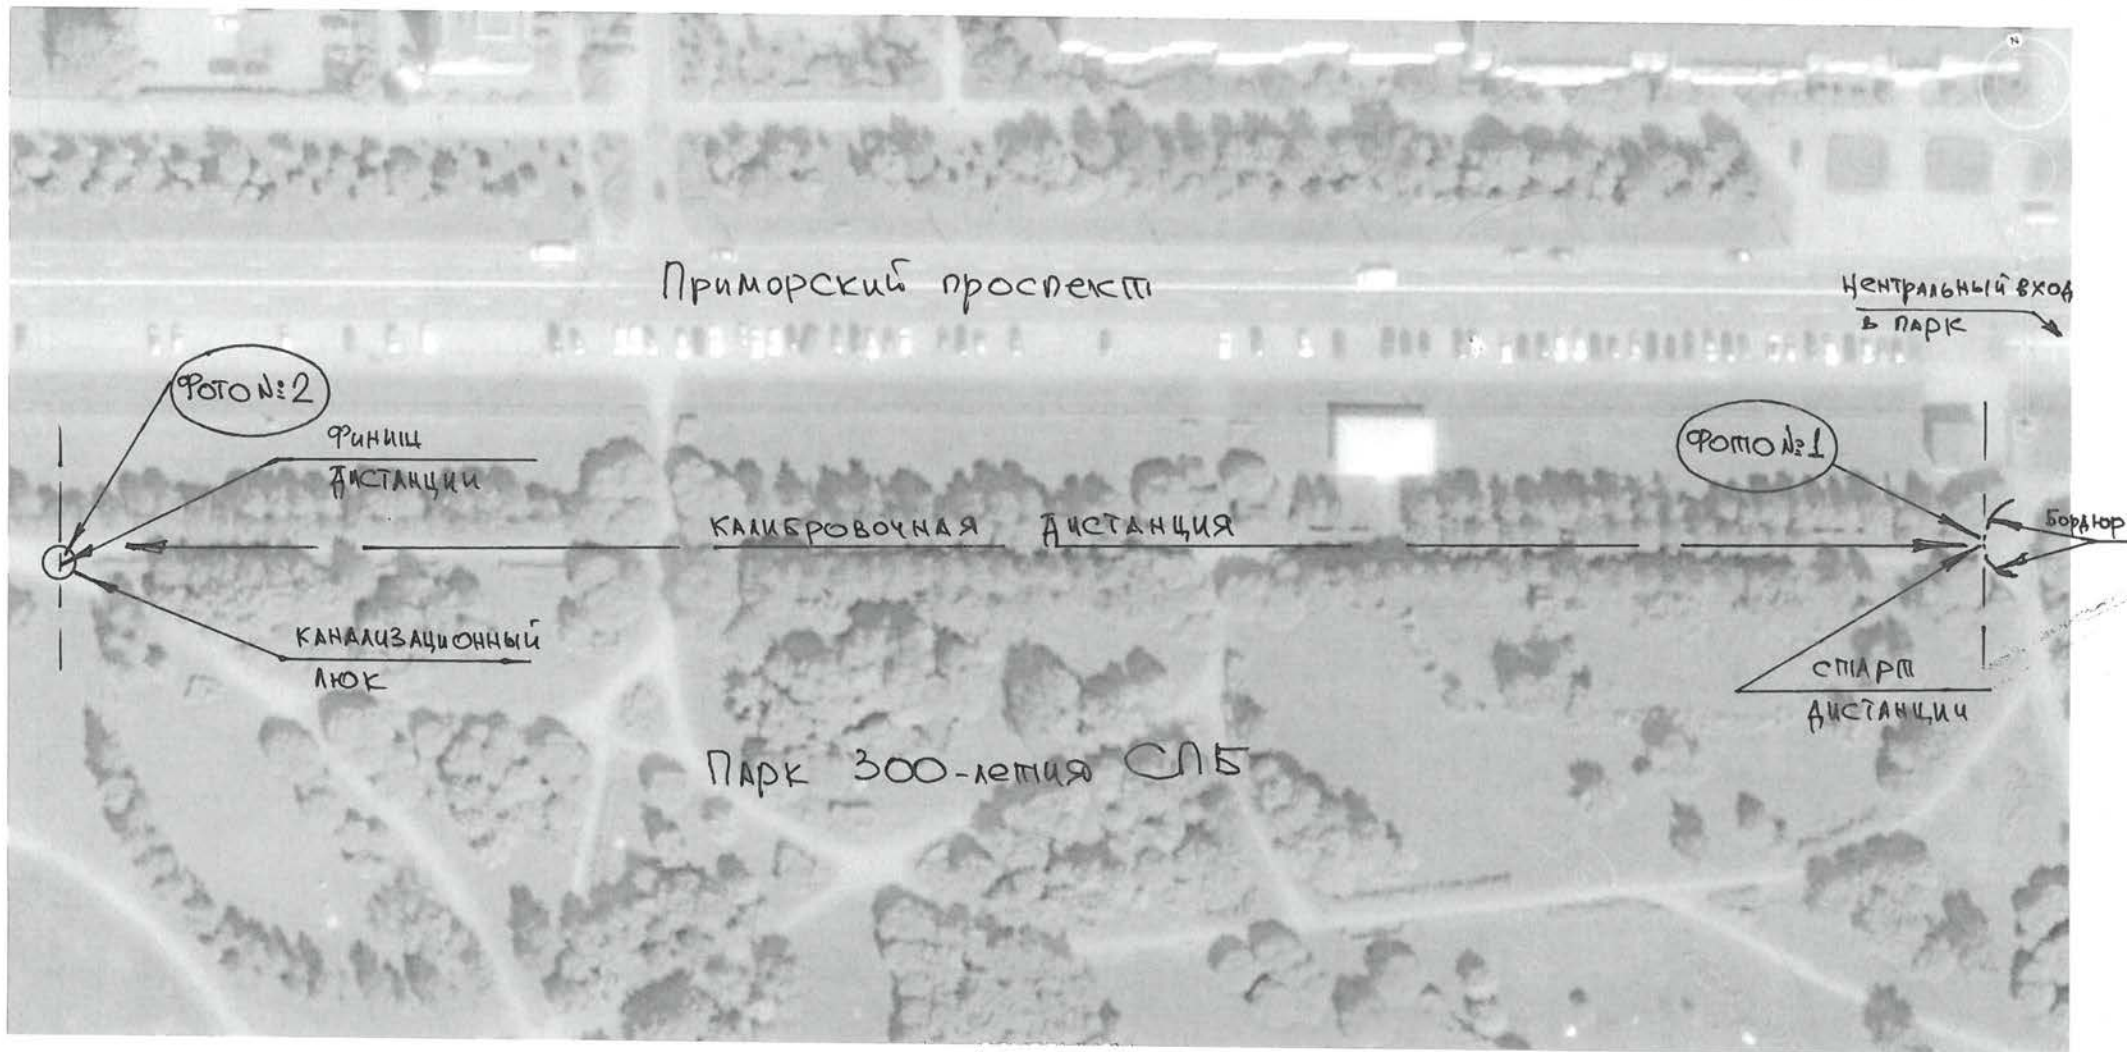 N
Приморский проспект
Центральный вход
в парк
Фото №2
Финиш
дистанции
Фото №1
Калибровочная дистанция
Бордюр
Канализационный
люк
Старт
дистанции
Парк 300-летия СПБ